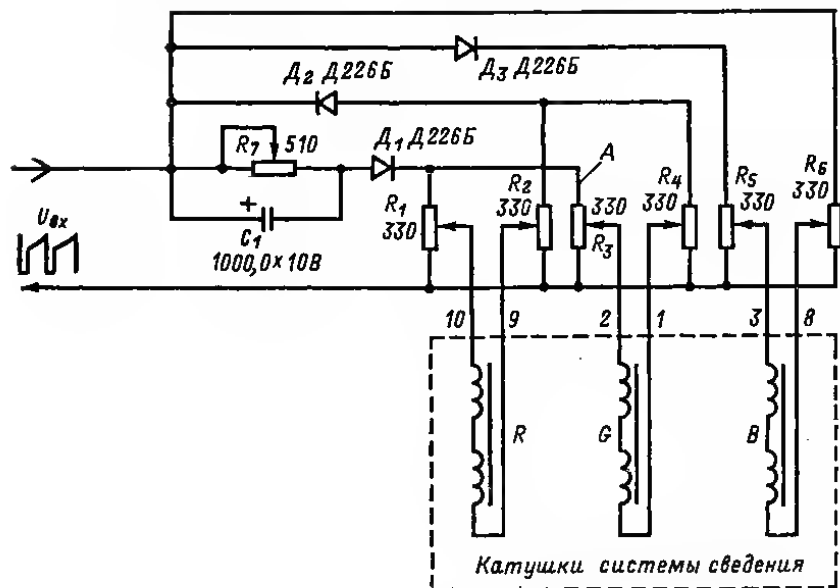 Д₂ Д226Б
Д₃ Д226Б
R₇ 510
Д₁ Д226Б
A
+
C₁
1000,0×10В
Uвх
R₁
330
R₂
330
330
R₃
R₄
330
R₅
330
R₆
330
10 9 2 1 3 8
R G B
Катушки системы сведения